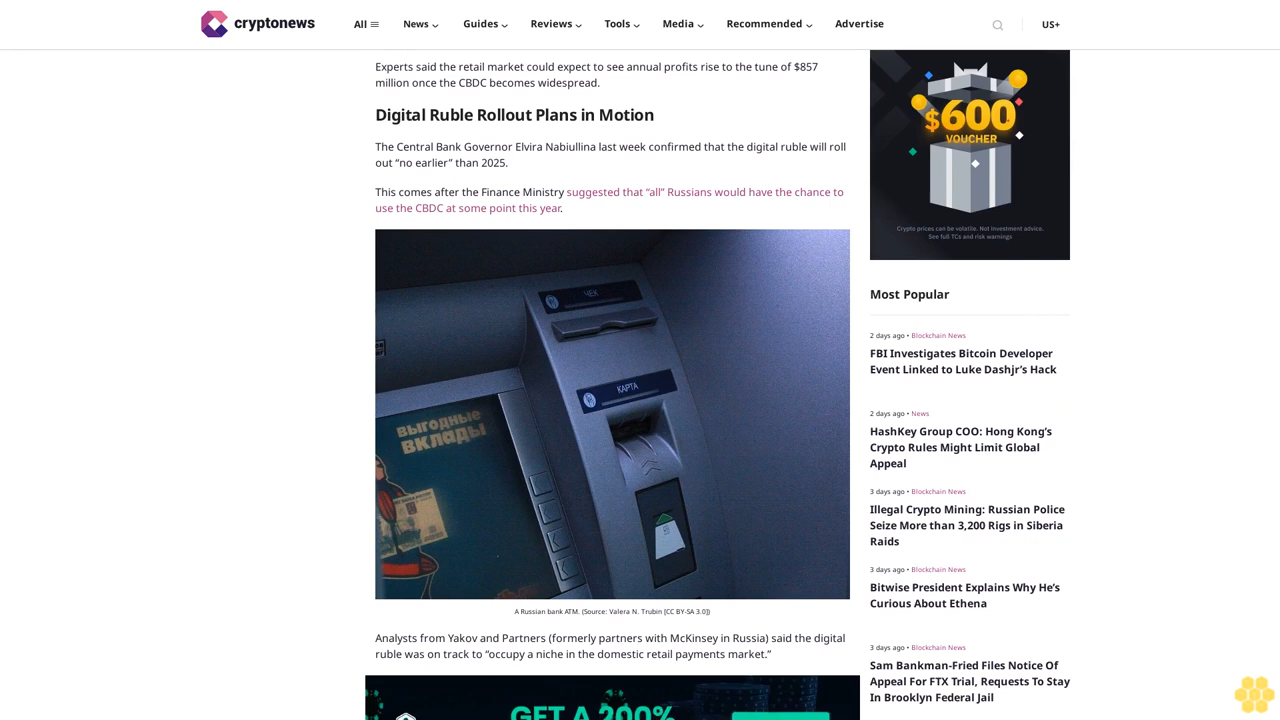 cryptonews
All
News
Guides
Reviews
Tools
Media
Recommended
Advertise
US+
Experts said the retail market could expect to see annual profits rise to the tune of $857
million once the CBDC becomes widespread.
Digital Ruble Rollout Plans in Motion
The Central Bank Governor Elvira Nabiullina last week confirmed that the digital ruble will roll
out “no earlier” than 2025.
This comes after the Finance Ministry suggested that “all” Russians would have the chance to
use the CBDC at some point this year.
ЧЕК
КАРТА
ВЫГОДНЫЕ
ВКЛАДЫ
A Russian bank ATM. (Source: Valera N. Trubin [CC BY-SA 3.0])
Analysts from Yakov and Partners (formerly partners with McKinsey in Russia) said the digital
ruble was on track to “occupy a niche in the domestic retail payments market.”
GET A 200%
$600
VOUCHER
Crypto prices can be volatile. Not investment advice.
See full TCs and risk warnings
Most Popular
2 days ago • Blockchain News
FBI Investigates Bitcoin Developer
Event Linked to Luke Dashjr’s Hack
2 days ago • News
HashKey Group COO: Hong Kong’s
Crypto Rules Might Limit Global
Appeal
3 days ago • Blockchain News
Illegal Crypto Mining: Russian Police
Seize More than 3,200 Rigs in Siberia
Raids
3 days ago • Blockchain News
Bitwise President Explains Why He’s
Curious About Ethena
3 days ago • Blockchain News
Sam Bankman-Fried Files Notice Of
Appeal For FTX Trial, Requests To Stay
In Brooklyn Federal Jail